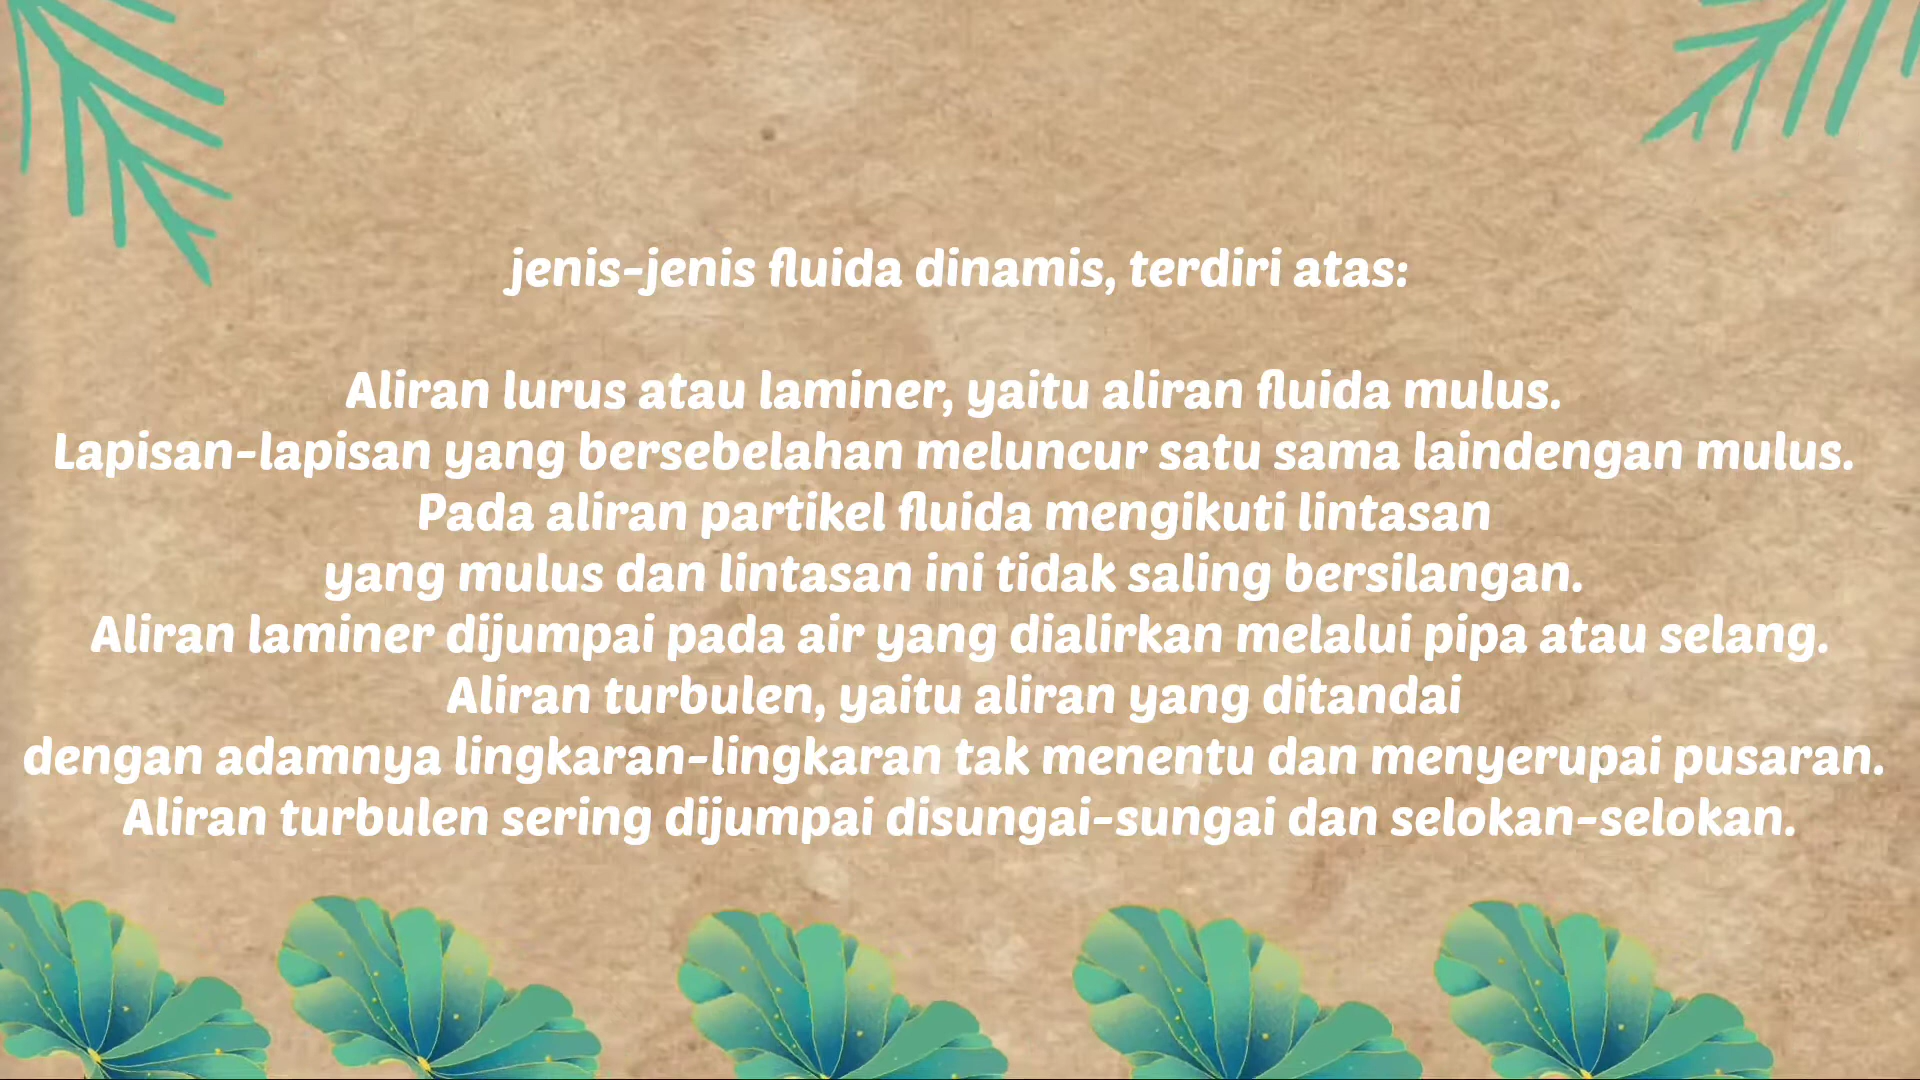 jenis-jenis fluida dinamis, terdiri atas:
Aliran lurus atau laminer, yaitu aliran fluida mulus.
Lapisan-lapisan yang bersebelahan meluncur satu sama laindengan mulus.
Pada aliran partikel fluida mengikuti lintasan
yang mulus dan lintasan ini tidak saling bersilangan.
Aliran laminer dijumpai pada air yang dialirkan melalui pipa atau selang.
Aliran turbulen, yaitu aliran yang ditandai
dengan adamnya lingkaran-lingkaran tak menentu dan menyerupai pusaran.
Aliran turbulen sering dijumpai disungai-sungai dan selokan-selokan.